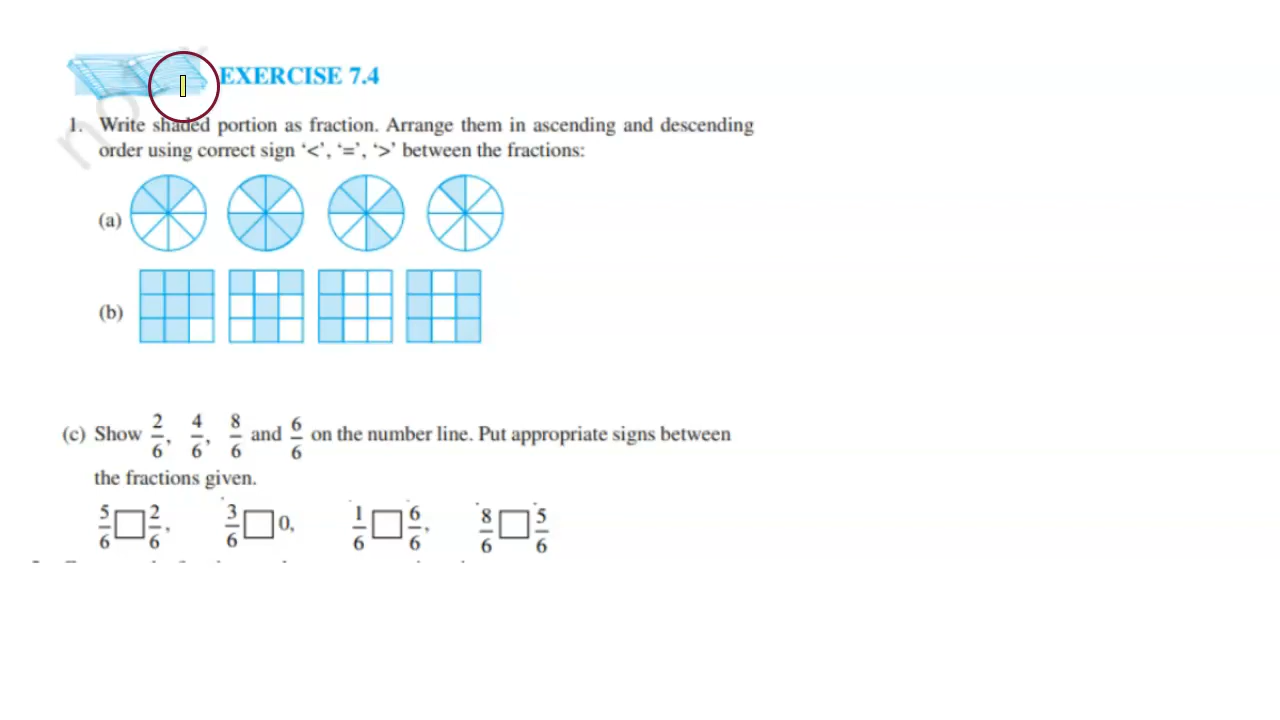 EXERCISE 7.4
1. Write shaded portion as fraction. Arrange them in ascending and descending
order using correct sign ‘<’, ‘=’, ‘>’ between the fractions:
(a)
(b)
(c) Show 2/6, 4/6, 8/6 and 6/6 on the number line. Put appropriate signs between
the fractions given.
5/6 □ 2/6, 3/6 □ 0, 1/6 □ 6/6, 8/6 □ 5/6